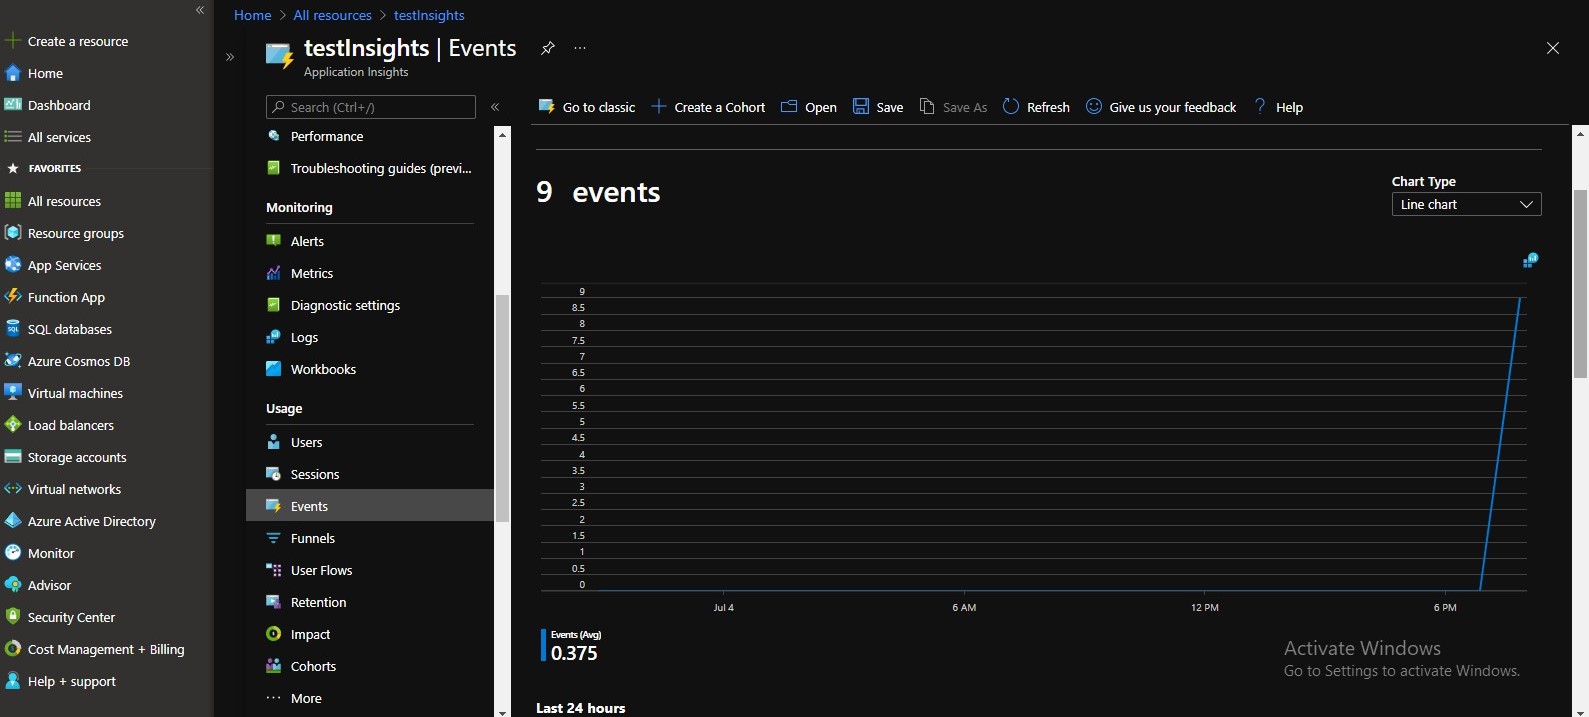 «
Create a resource
Home
Dashboard
All services
FAVORITES
All resources
Resource groups
App Services
Function App
SQL databases
Azure Cosmos DB
Virtual machines
Load balancers
Storage accounts
Virtual networks
Azure Active Directory
Monitor
Advisor
Security Center
Cost Management + Billing
Help + support
Home > All resources > testInsights
»
testInsights | Events ...
Application Insights
Search (Ctrl+/)
«
Performance
Troubleshooting guides (previ...
Monitoring
Alerts
Metrics
Diagnostic settings
Logs
Workbooks
Usage
Users
Sessions
Events
Funnels
User Flows
Retention
Impact
Cohorts
More
Go to classic
Create a Cohort
Open
Save
Save As
Refresh
Give us your feedback
Help
9 events
Chart Type
Line chart
9
8.5
8
7.5
7
6.5
6
5.5
5
4.5
4
3.5
3
2.5
2
1.5
1
0.5
0
Jul 4 6 AM 12 PM 6 PM
Events (Avg)
0.375
Last 24 hours
Activate Windows
Go to Settings to activate Windows.